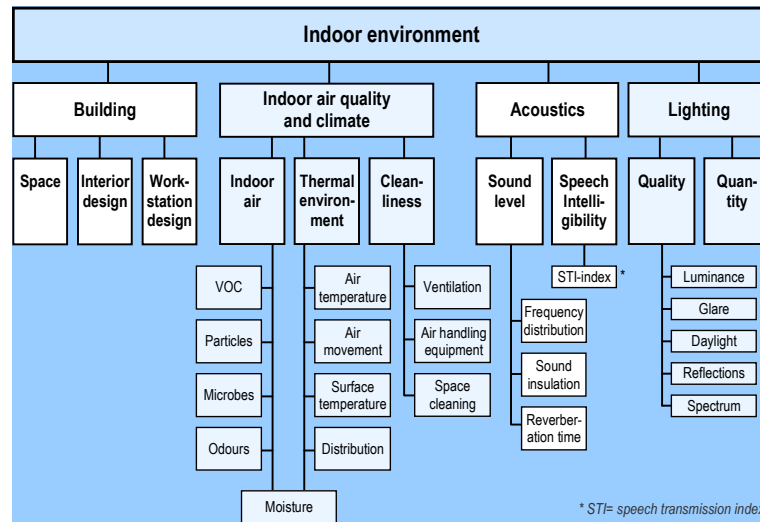 Indoor environment
Building
Indoor air quality
and climate
Acoustics
Lighting
Space
Interior
design
Work-
station
design
Indoor
air
Thermal
environ-
ment
Clean-
liness
Sound
level
Speech
Intelli-
gibility
Quality
Quan-
tity
VOC
Particles
Microbes
Odours
Moisture
Air
temperature
Air
movement
Surface
temperature
Distribution
Ventilation
Air handling
equipment
Space
cleaning
STI-index *
Frequency
distribution
Sound
insulation
Reverber-
ation time
Luminance
Glare
Daylight
Reflections
Spectrum
* STI= speech transmission index